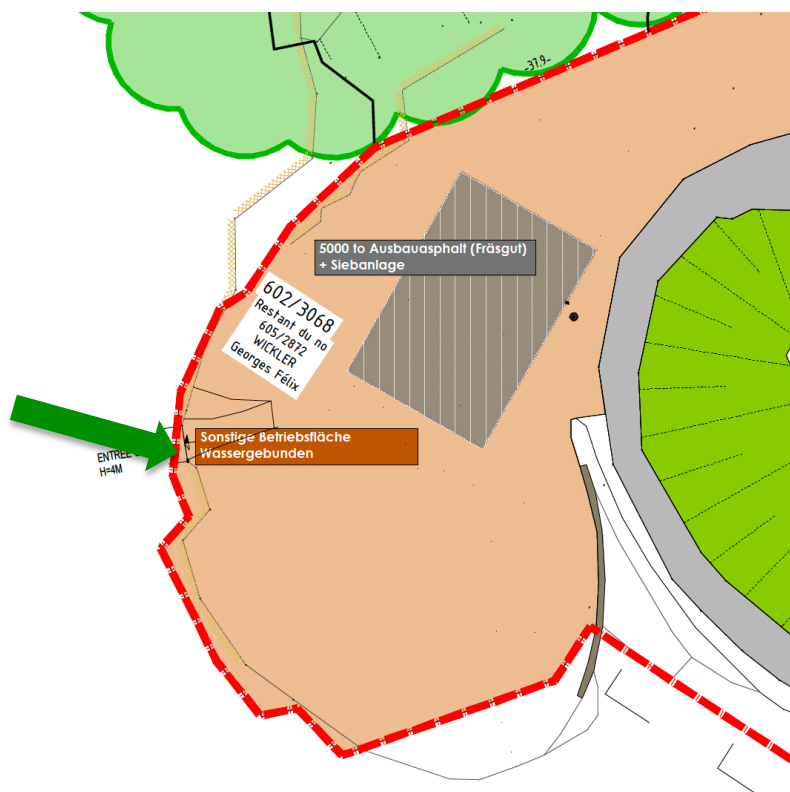 -37.9-
5000 to Ausbauasphalt (Fräsgut)
+ Siebanlage
602/3068
Restant du no
605/2872
WICKLER
Georges Félix
Sonstige Betriebsfläche
Wassergebunden
ENTREE
H=4M